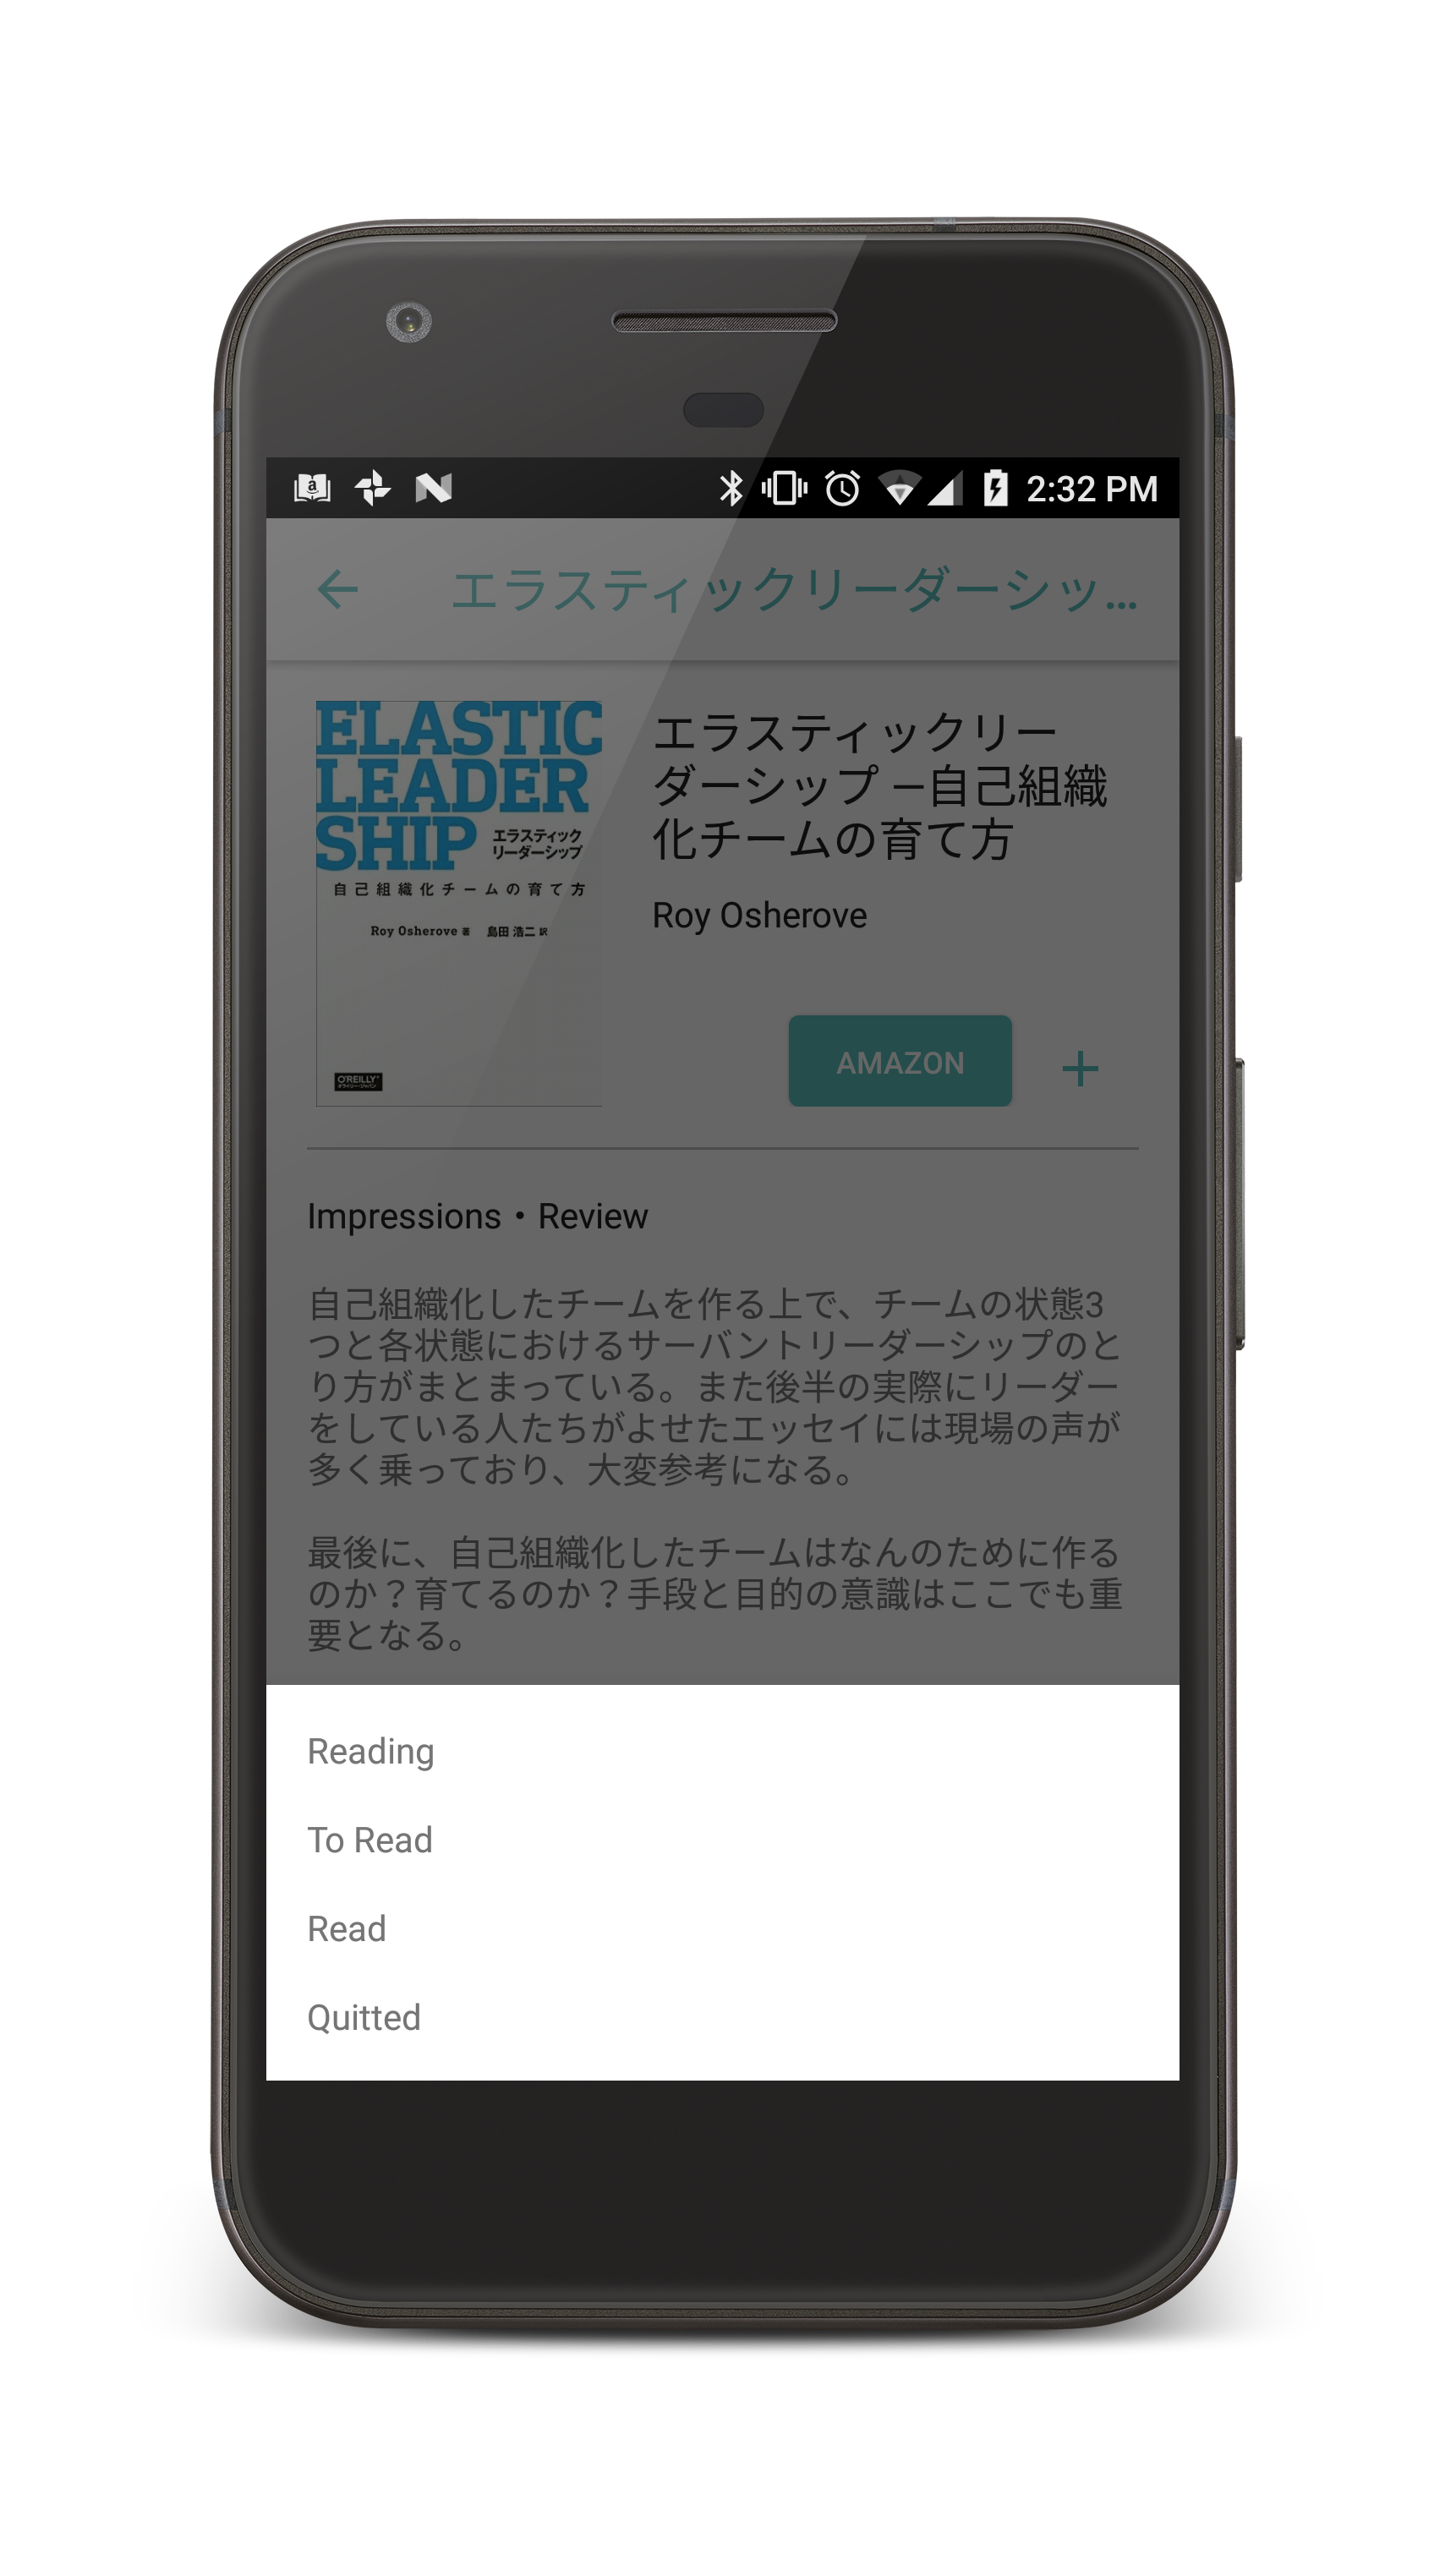 2:32 PM
エラスティックリーダーシッ...
ELASTIC
LEADER
SHIP
エラスティック
リーダーシップ
自己組織化チームの育て方
Roy Osherove 著 島田 浩二 訳
O'REILLY
オライリー・ジャパン
エラスティックリー
ダーシップ ―自己組織
化チームの育て方
Roy Osherove
AMAZON
Impressions・Review
自己組織化したチームを作る上で、チームの状態3
つと各状態におけるサーバントリーダーシップのと
り方がまとまっている。また後半の実際にリーダー
をしている人たちがよせたエッセイには現場の声が
多く乗っており、大変参考になる。
最後に、自己組織化したチームはなんのために作る
のか？育てるのか？手段と目的の意識はここでも重
要となる。
Reading
To Read
Read
Quitted